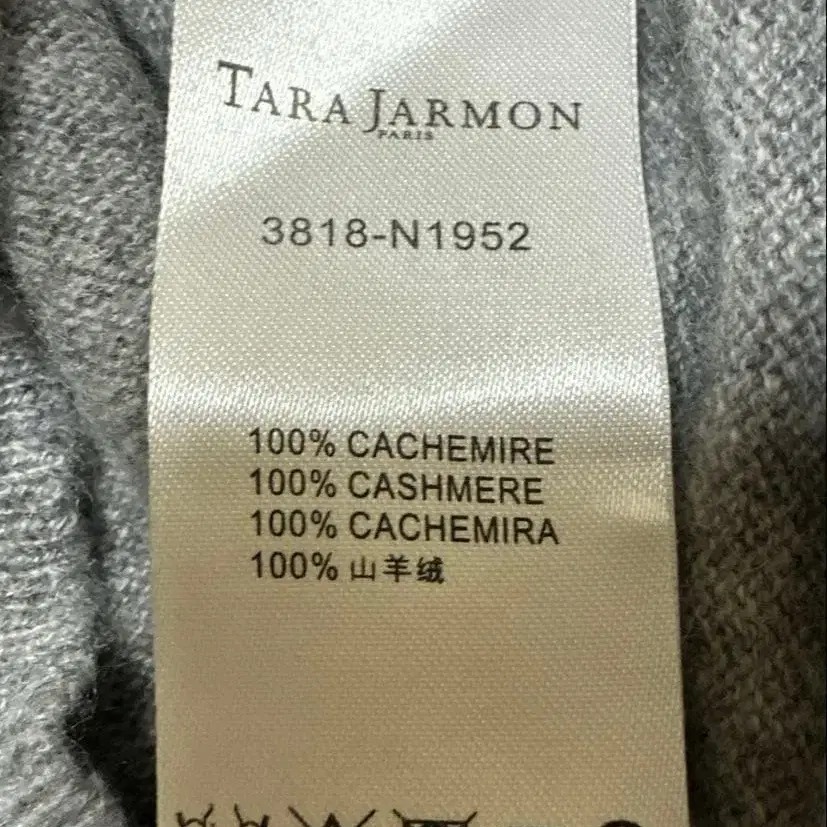 TARA JARMON
PARIS
3818-N1952
100% CACHEMIRE
100% CASHMERE
100% CACHEMIRA
100% 山羊绒